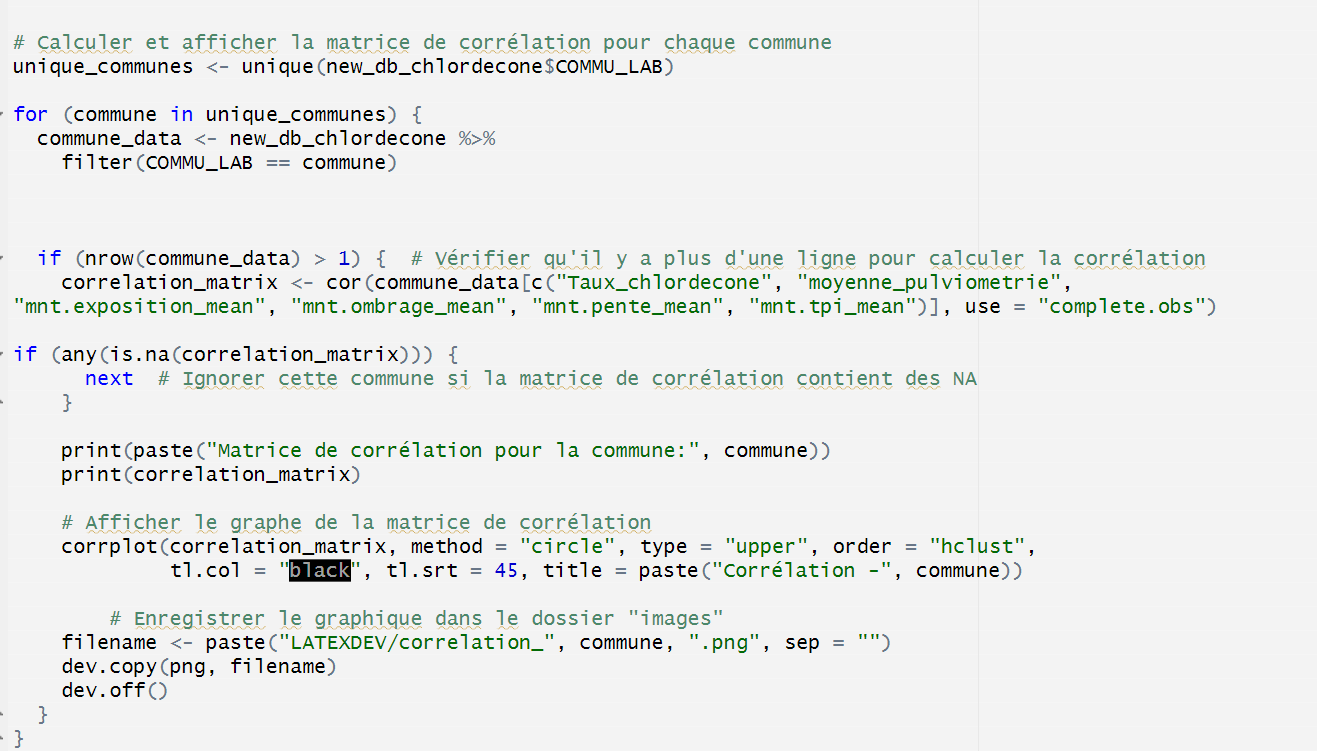 # Calculer et afficher la matrice de corrélation pour chaque commune
unique_communes <- unique(new_db_chlordecone$COMMU_LAB)
for (commune in unique_communes) {
commune_data <- new_db_chlordecone %>%
filter(COMMU_LAB == commune)
if (nrow(commune_data) > 1) {  # Vérifier qu'il y a plus d'une ligne pour calculer la corrélation
correlation_matrix <- cor(commune_data[c("Taux_chlordecone", "moyenne_pulviometrie",
"mnt.exposition_mean", "mnt.ombrage_mean", "mnt.pente_mean", "mnt.tpi_mean")], use = "complete.obs")
if (any(is.na(correlation_matrix))) {
next  # Ignorer cette commune si la matrice de corrélation contient des NA
}
print(paste("Matrice de corrélation pour la commune:", commune))
print(correlation_matrix)
# Afficher le graphe de la matrice de corrélation
corrplot(correlation_matrix, method = "circle", type = "upper", order = "hclust",
tl.col = "black", tl.srt = 45, title = paste("Corrélation -", commune))
# Enregistrer le graphique dans le dossier "images"
filename <- paste("LATEXDEV/correlation_", commune, ".png", sep = "")
dev.copy(png, filename)
dev.off()
}
}